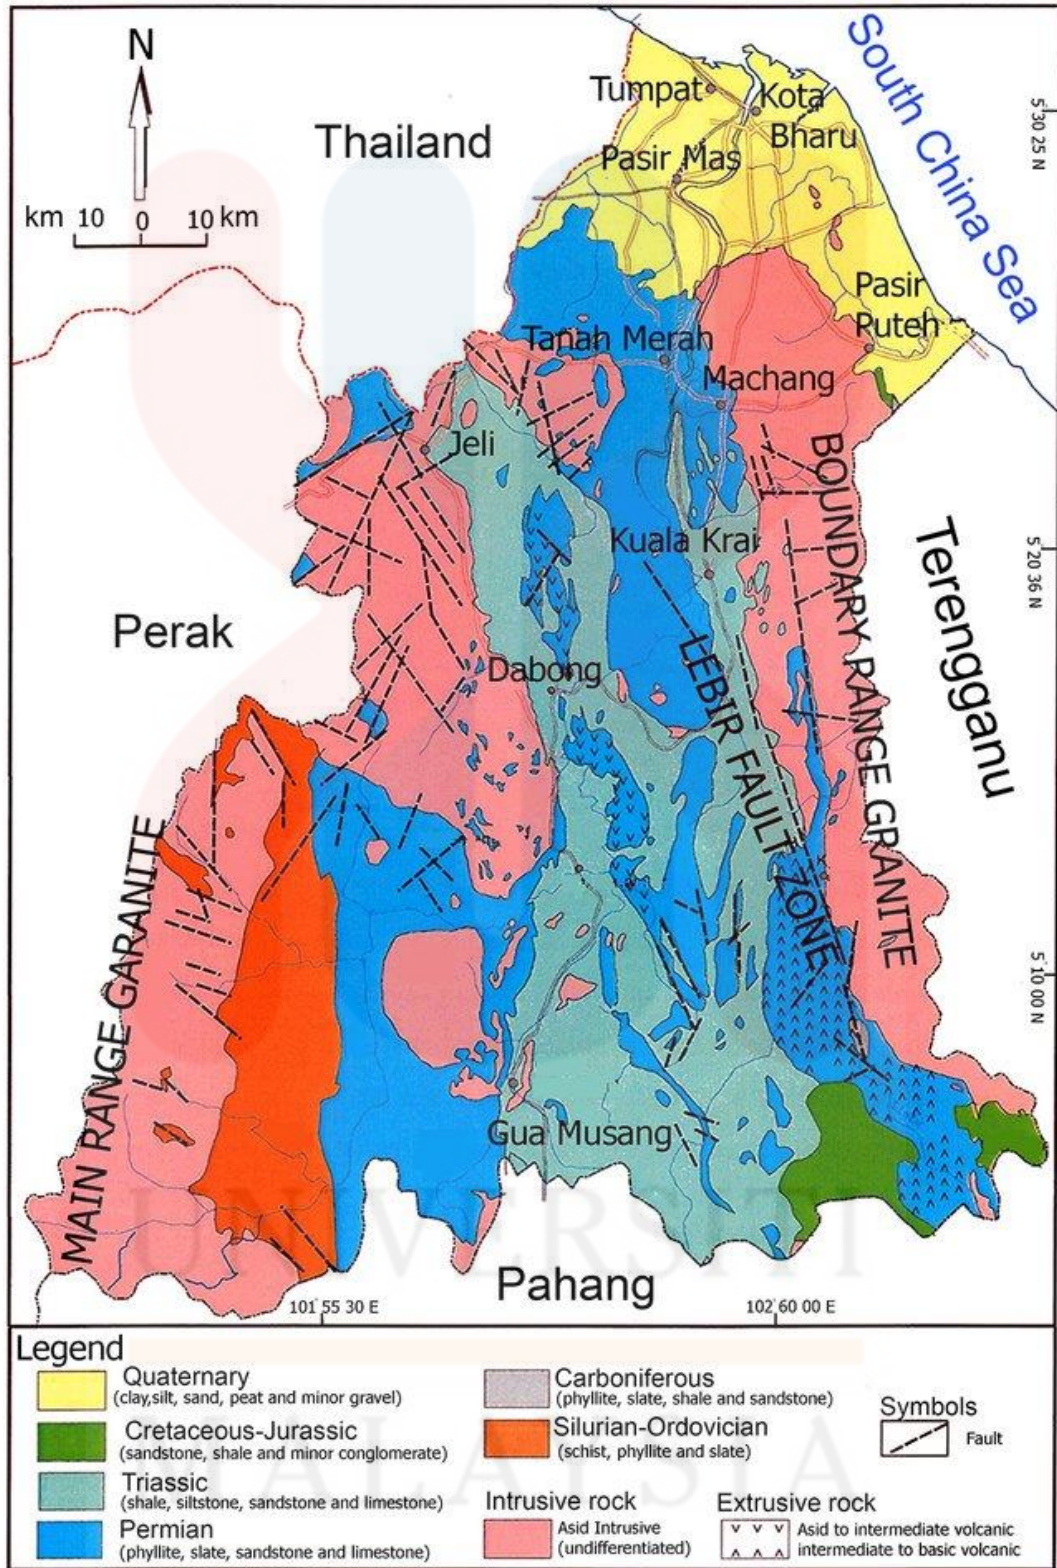 N
km 10 0 10 km
Thailand
South China Sea
Tumpat
Kota
Bharu
Pasir Mas
5°30 25 N
Pasir
Puteh
Tanah Merah
Machang
Jeli
BOUNDARY RANGE GRANITE
Terengganu
Kuala Krai
5°20 36 N
Perak
LEBIR FAULT ZONE
Dabong
MAIN RANGE GARANITE
5°10 00 N
Gua Musang
Pahang
101°55 30 E
102°60 00 E
UNIVERSITI
MALAYSIA
Legend
Quaternary
(clay,silt, sand, peat and minor gravel)
Cretaceous-Jurassic
(sandstone, shale and minor conglomerate)
Triassic
(shale, siltstone, sandstone and limestone)
Permian
(phyllite, slate, sandstone and limestone)
Carboniferous
(phyllite, slate, shale and sandstone)
Silurian-Ordovician
(schist, phyllite and slate)
Intrusive rock
Asid Intrusive
(undifferentiated)
Symbols
Fault
Extrusive rock
Asid to intermediate volcanic
intermediate to basic volcanic